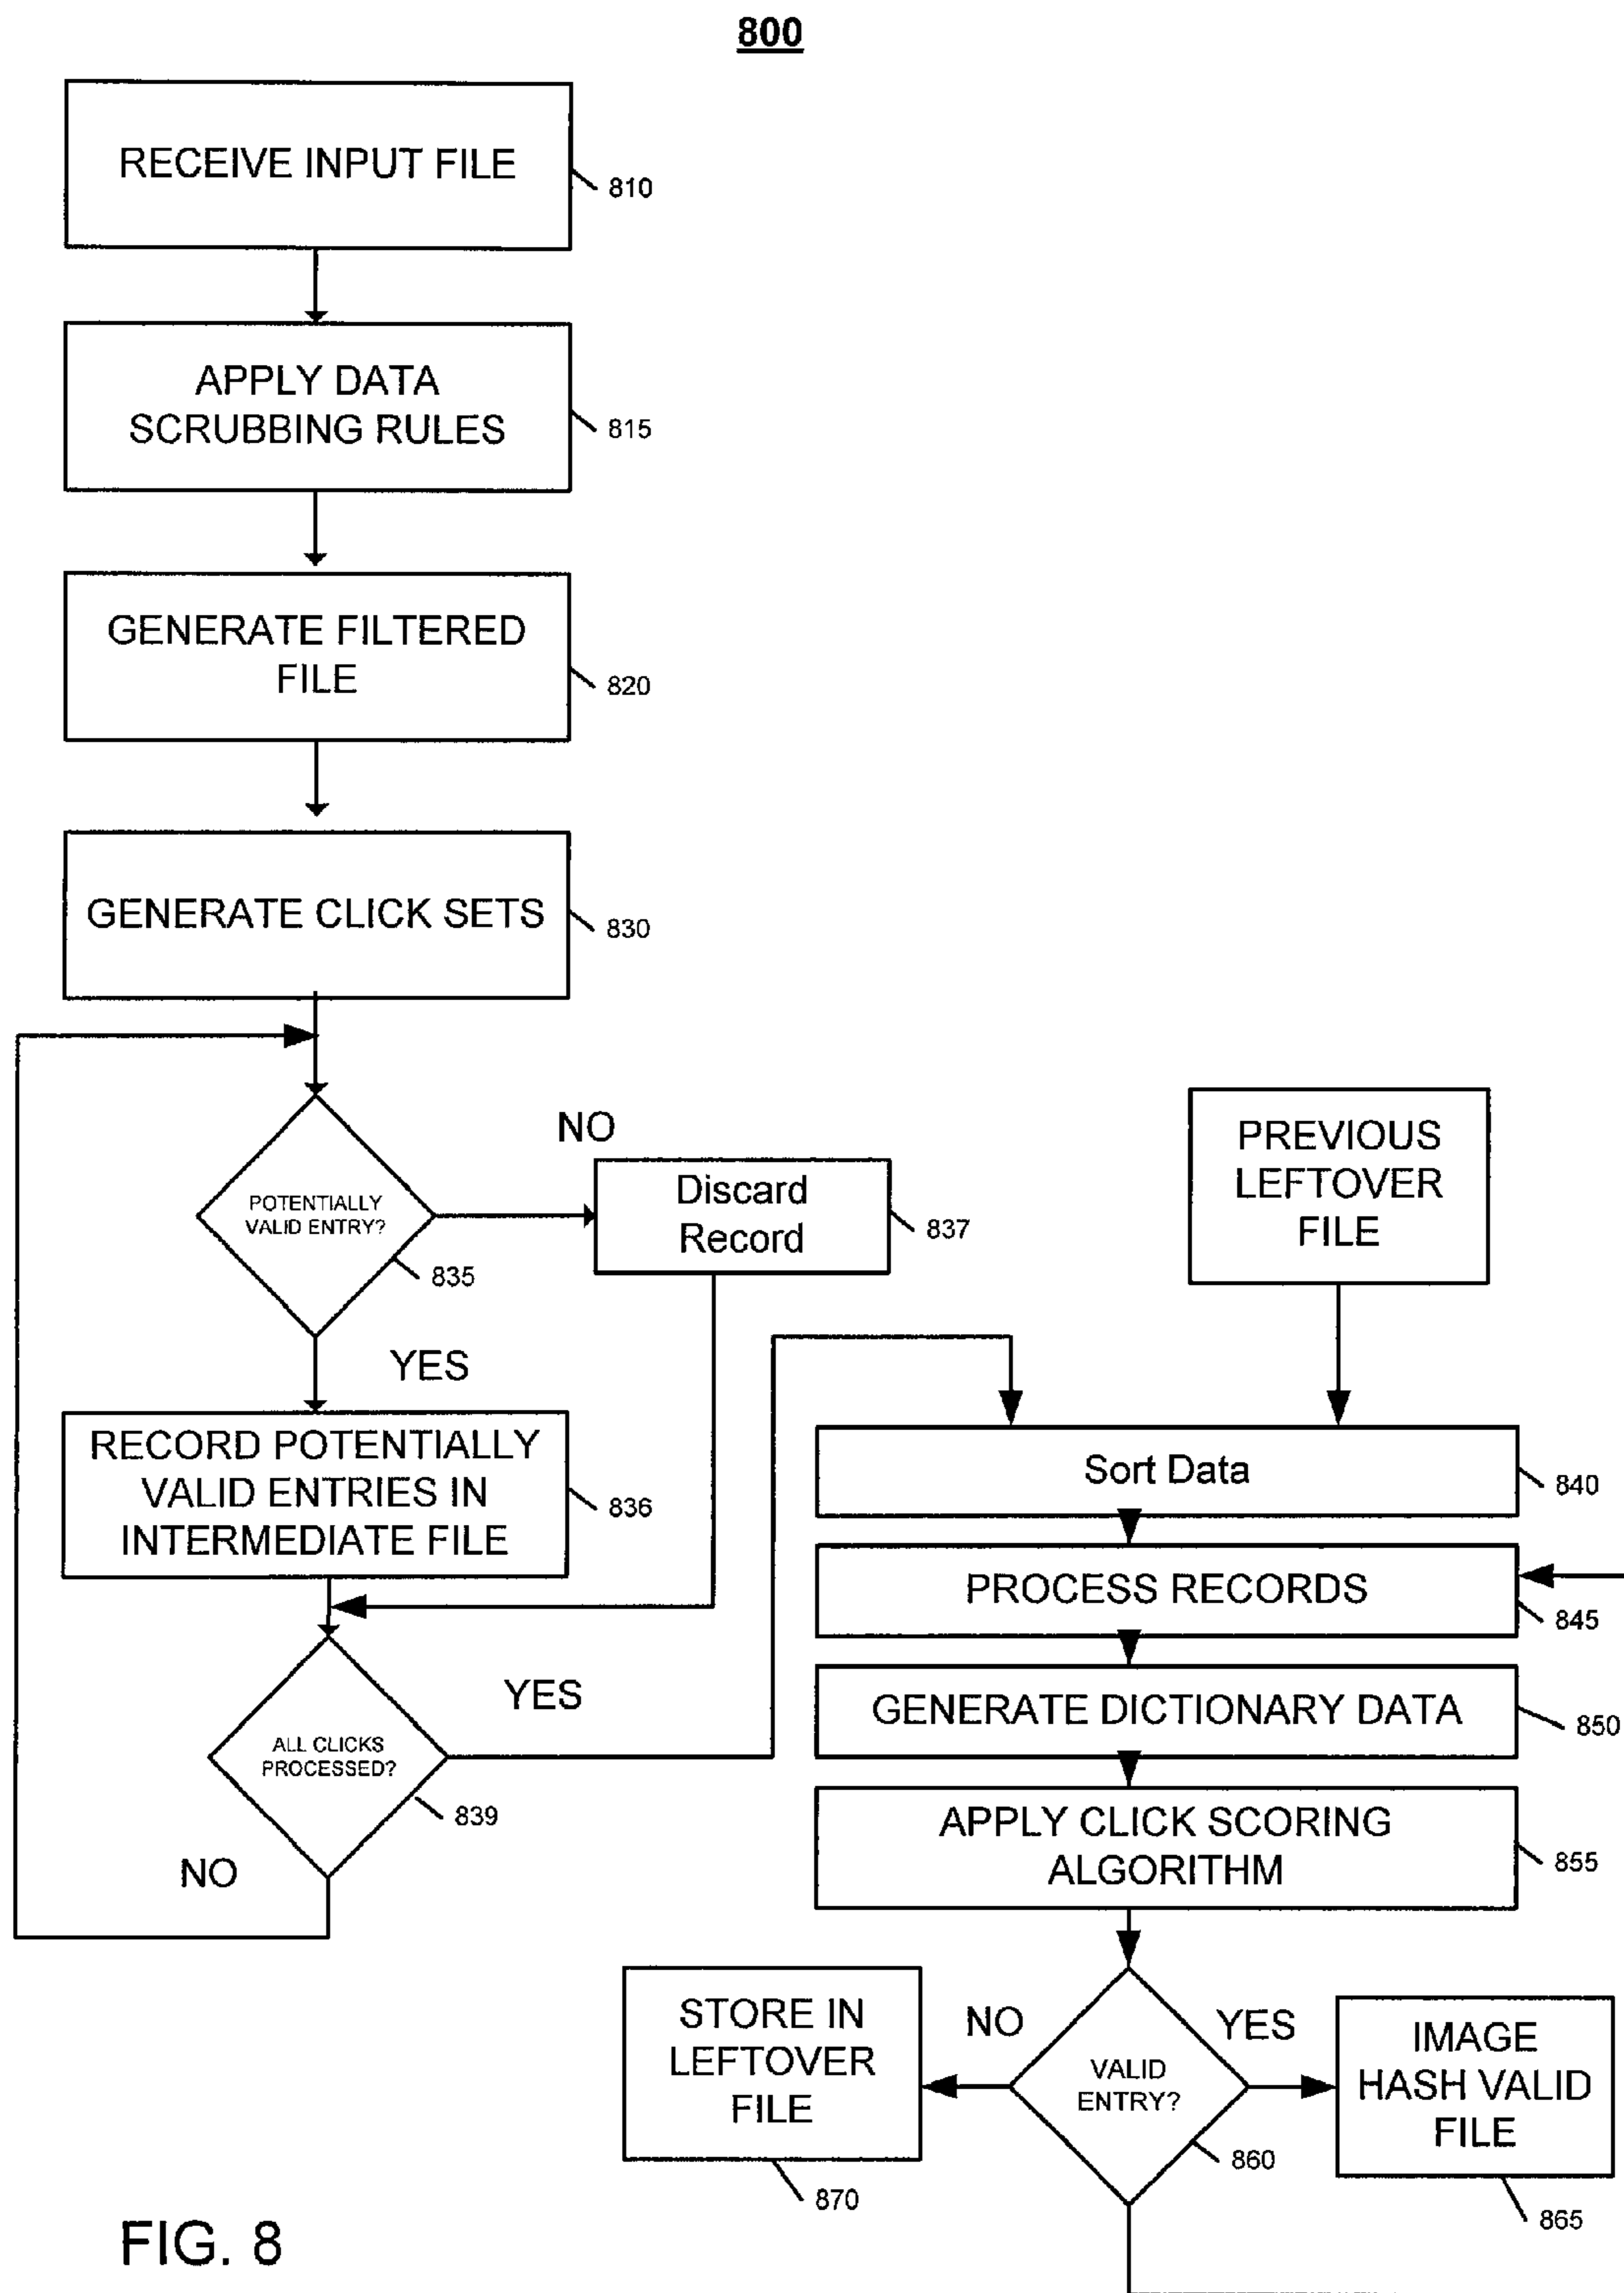 800
RECEIVE INPUT FILE
810
APPLY DATA
SCRUBBING RULES
815
GENERATE FILTERED
FILE
820
GENERATE CLICK SETS
830
POTENTIALLY
VALID ENTRY?
835
NO
Discard
Record
837
YES
RECORD POTENTIALLY
VALID ENTRIES IN
INTERMEDIATE FILE
836
ALL CLICKS
PROCESSED?
839
YES
NO
PREVIOUS
LEFTOVER
FILE
Sort Data
840
PROCESS RECORDS
845
GENERATE DICTIONARY DATA
850
APPLY CLICK SCORING
ALGORITHM
855
VALID
ENTRY?
860
NO
STORE IN
LEFTOVER
FILE
870
YES
IMAGE
HASH VALID
FILE
865
FIG. 8